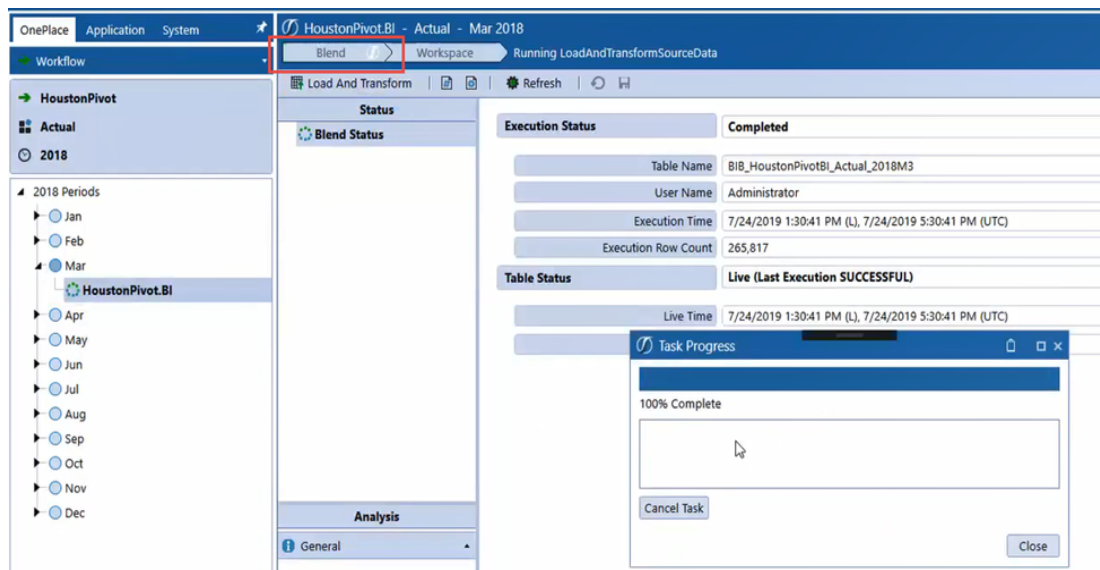 OnePlace Application System
HoustonPivot.BI - Actual - Mar 2018
Blend Workspace Running LoadAndTransformSourceData
Workflow
Load And Transform Refresh
HoustonPivot
Actual
2018
Status
Blend Status
Execution Status Completed
Table Name BIB_HoustonPivotBI_Actual_2018M3
User Name Administrator
Execution Time 7/24/2019 1:30:41 PM (L), 7/24/2019 5:30:41 PM (UTC)
Execution Row Count 265,817
Table Status Live (Last Execution SUCCESSFUL)
Live Time 7/24/2019 1:30:41 PM (L), 7/24/2019 5:30:41 PM (UTC)
2018 Periods
Jan
Feb
Mar
HoustonPivot.BI
Apr
May
Jun
Jul
Aug
Sep
Oct
Nov
Dec
Task Progress
100% Complete
Cancel Task
Close
Analysis
General